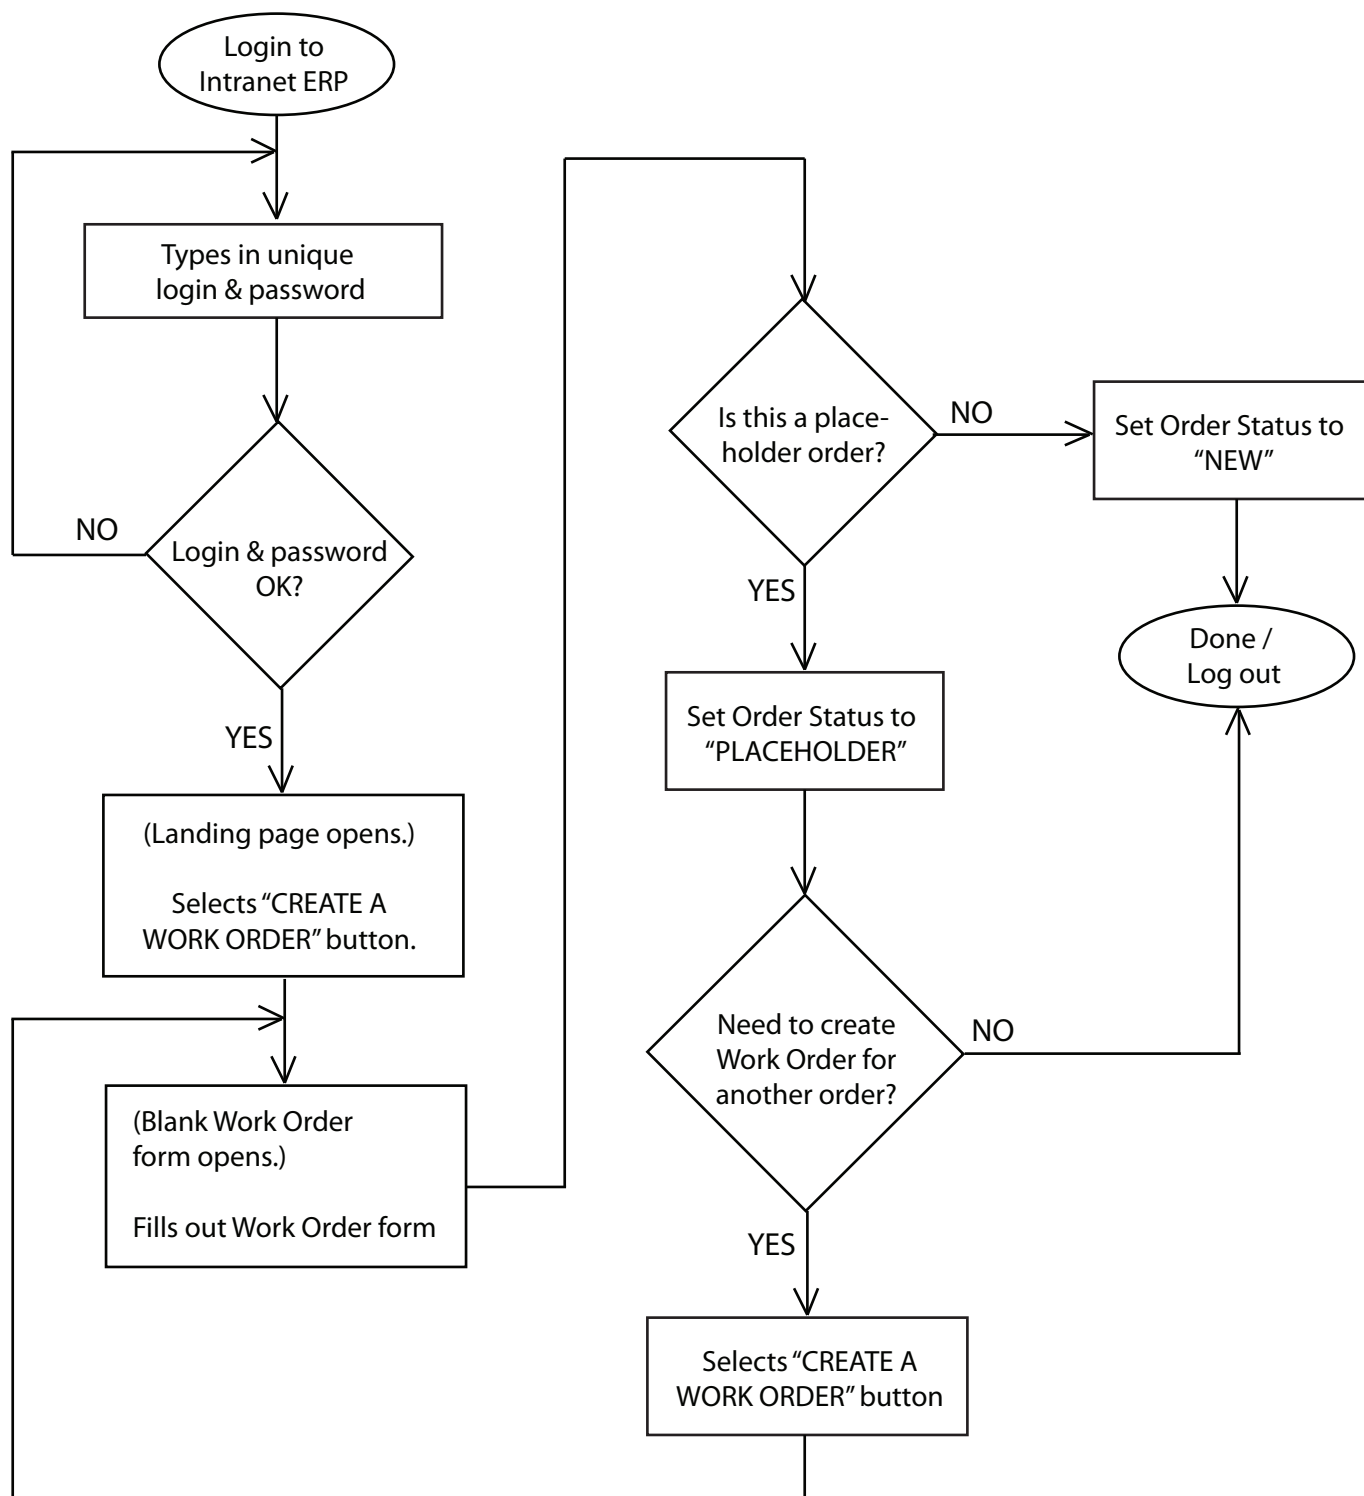 Login to
Intranet ERP
Types in unique
login & password
NO
Login & password
OK?
YES
(Landing page opens.)
Selects “CREATE A
WORK ORDER” button.
(Blank Work Order
form opens.)
Fills out Work Order form
Is this a place-
holder order?
NO
Set Order Status to
“NEW”
YES
Done /
Log out
Set Order Status to
“PLACEHOLDER”
Need to create
Work Order for
another order?
NO
YES
Selects “CREATE A
WORK ORDER” button